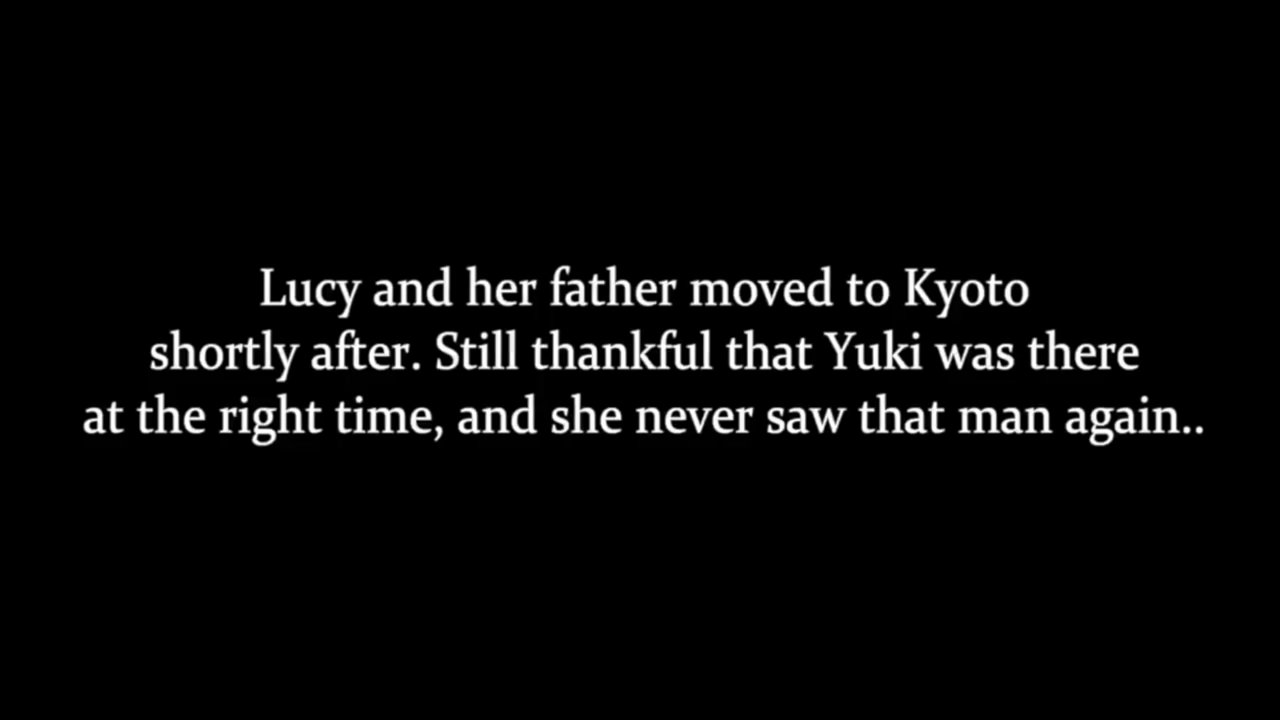 Lucy and her father moved to Kyoto
shortly after. Still thankful that Yuki was there
at the right time, and she never saw that man again..